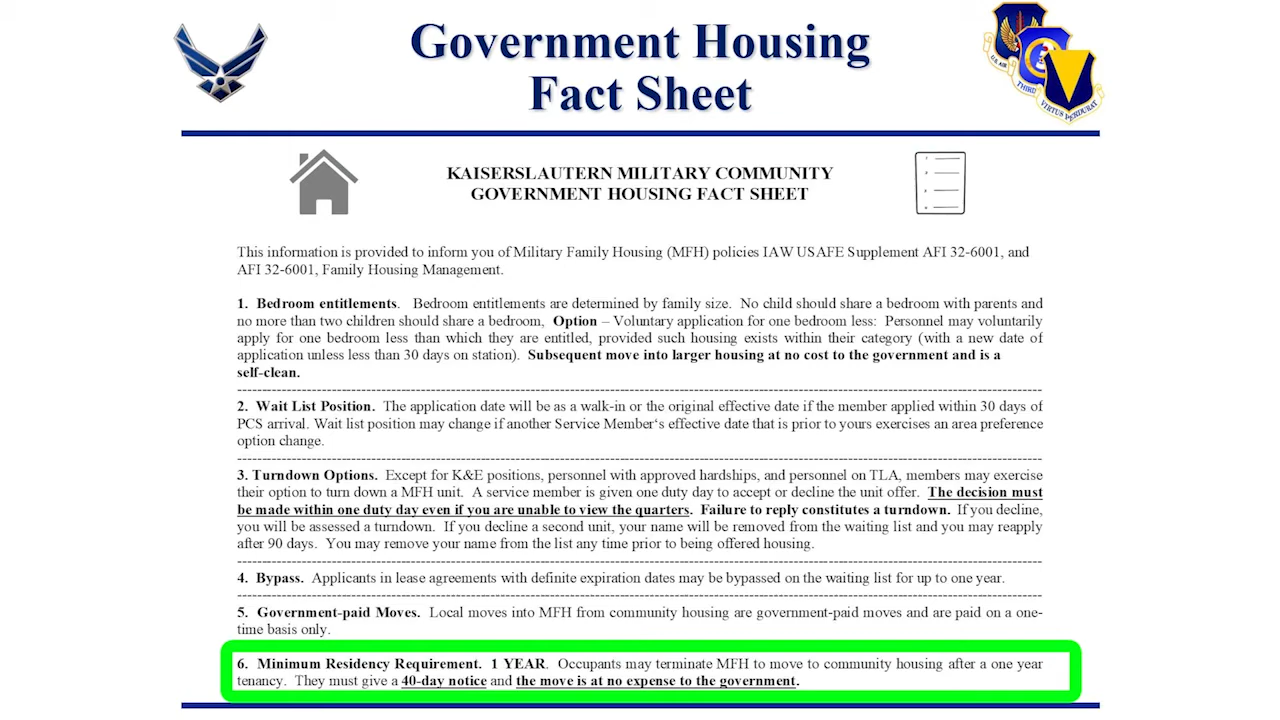 Government Housing
Fact Sheet
U.S. AIR
THIRD
VIRTUS PERDURAT
KAISERSLAUTERN MILITARY COMMUNITY
GOVERNMENT HOUSING FACT SHEET
This information is provided to inform you of Military Family Housing (MFH) policies IAW USAFE Supplement AFI 32-6001, and
AFI 32-6001, Family Housing Management.
1. Bedroom entitlements. Bedroom entitlements are determined by family size. No child should share a bedroom with parents and
no more than two children should share a bedroom, Option – Voluntary application for one bedroom less: Personnel may voluntarily
apply for one bedroom less than which they are entitled, provided such housing exists within their category (with a new date of
application unless less than 30 days on station). Subsequent move into larger housing at no cost to the government and is a
self-clean.
2. Wait List Position. The application date will be as a walk-in or the original effective date if the member applied within 30 days of
PCS arrival. Wait list position may change if another Service Member‘s effective date that is prior to yours exercises an area preference
option change.
3. Turndown Options. Except for K&E positions, personnel with approved hardships, and personnel on TLA, members may exercise
their option to turn down a MFH unit. A service member is given one duty day to accept or decline the unit offer. The decision must
be made within one duty day even if you are unable to view the quarters. Failure to reply constitutes a turndown. If you decline,
you will be assessed a turndown. If you decline a second unit, your name will be removed from the waiting list and you may reapply
after 90 days. You may remove your name from the list any time prior to being offered housing.
4. Bypass. Applicants in lease agreements with definite expiration dates may be bypassed on the waiting list for up to one year.
5. Government-paid Moves. Local moves into MFH from community housing are government-paid moves and are paid on a one-
time basis only.
6. Minimum Residency Requirement. 1 YEAR. Occupants may terminate MFH to move to community housing after a one year
tenancy. They must give a 40-day notice and the move is at no expense to the government.